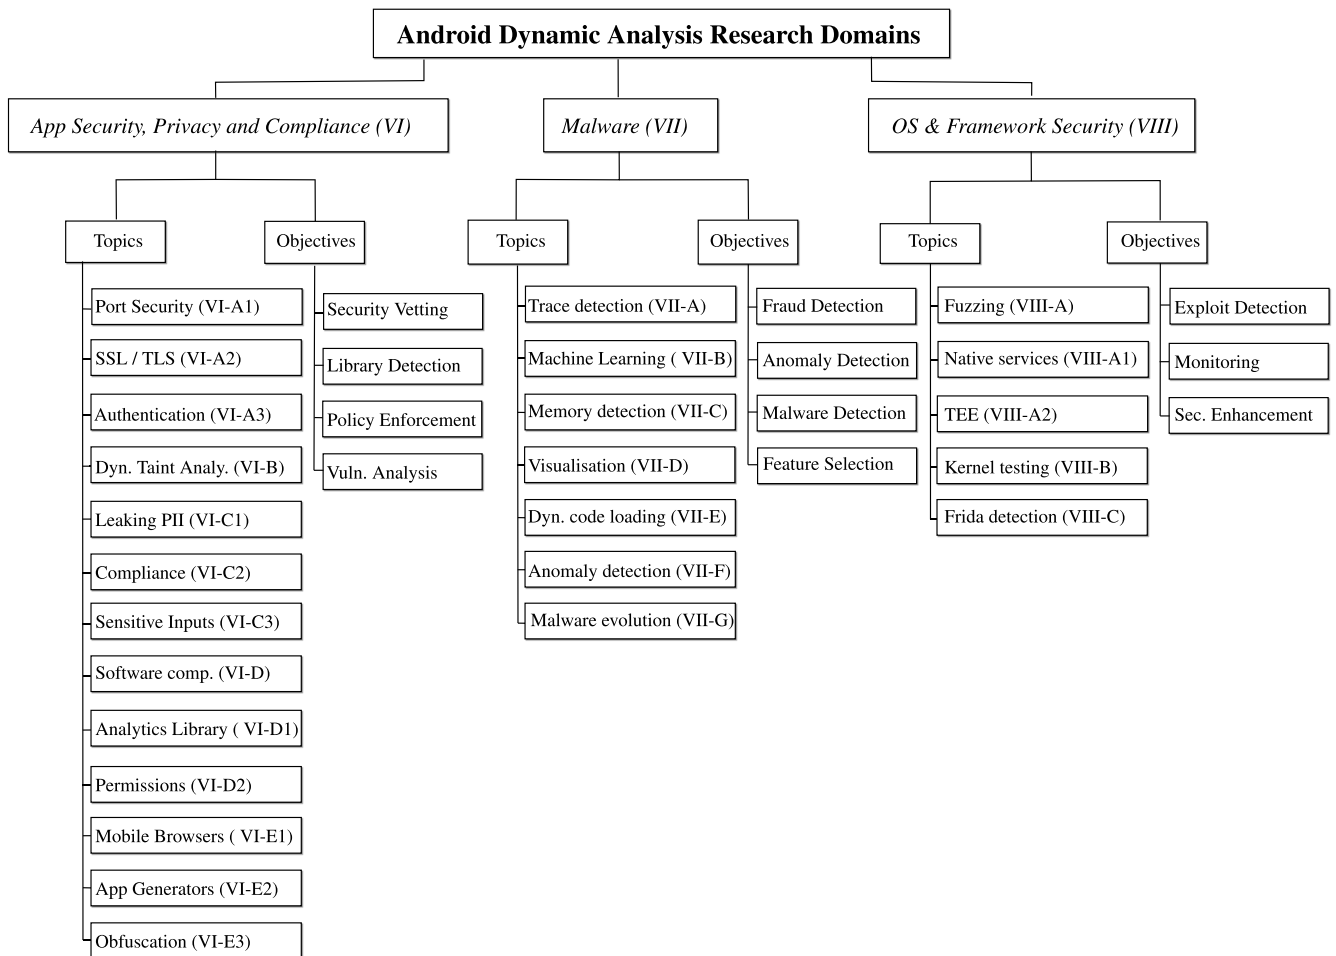 Android Dynamic Analysis Research Domains
App Security, Privacy and Compliance (VI)
Topics
Port Security (VI-A1)
SSL / TLS (VI-A2)
Authentication (VI-A3)
Dyn. Taint Analy. (VI-B)
Leaking PII (VI-C1)
Compliance (VI-C2)
Sensitive Inputs (VI-C3)
Software comp. (VI-D)
Analytics Library ( VI-D1)
Permissions (VI-D2)
Mobile Browsers ( VI-E1)
App Generators (VI-E2)
Obfuscation (VI-E3)
Objectives
Security Vetting
Library Detection
Policy Enforcement
Vuln. Analysis
Malware (VII)
Topics
Trace detection (VII-A)
Machine Learning ( VII-B)
Memory detection (VII-C)
Visualisation (VII-D)
Dyn. code loading (VII-E)
Anomaly detection (VII-F)
Malware evolution (VII-G)
Objectives
Fraud Detection
Anomaly Detection
Malware Detection
Feature Selection
OS & Framework Security (VIII)
Topics
Fuzzing (VIII-A)
Native services (VIII-A1)
TEE (VIII-A2)
Kernel testing (VIII-B)
Frida detection (VIII-C)
Objectives
Exploit Detection
Monitoring
Sec. Enhancement